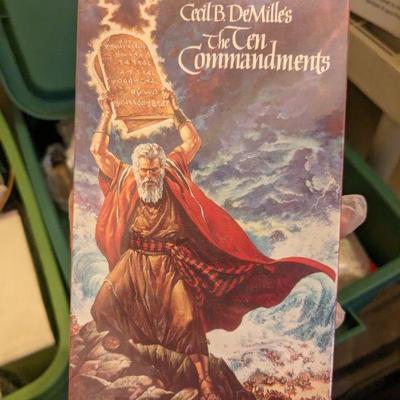 Cecil B. DeMille's
The Ten
Commandments